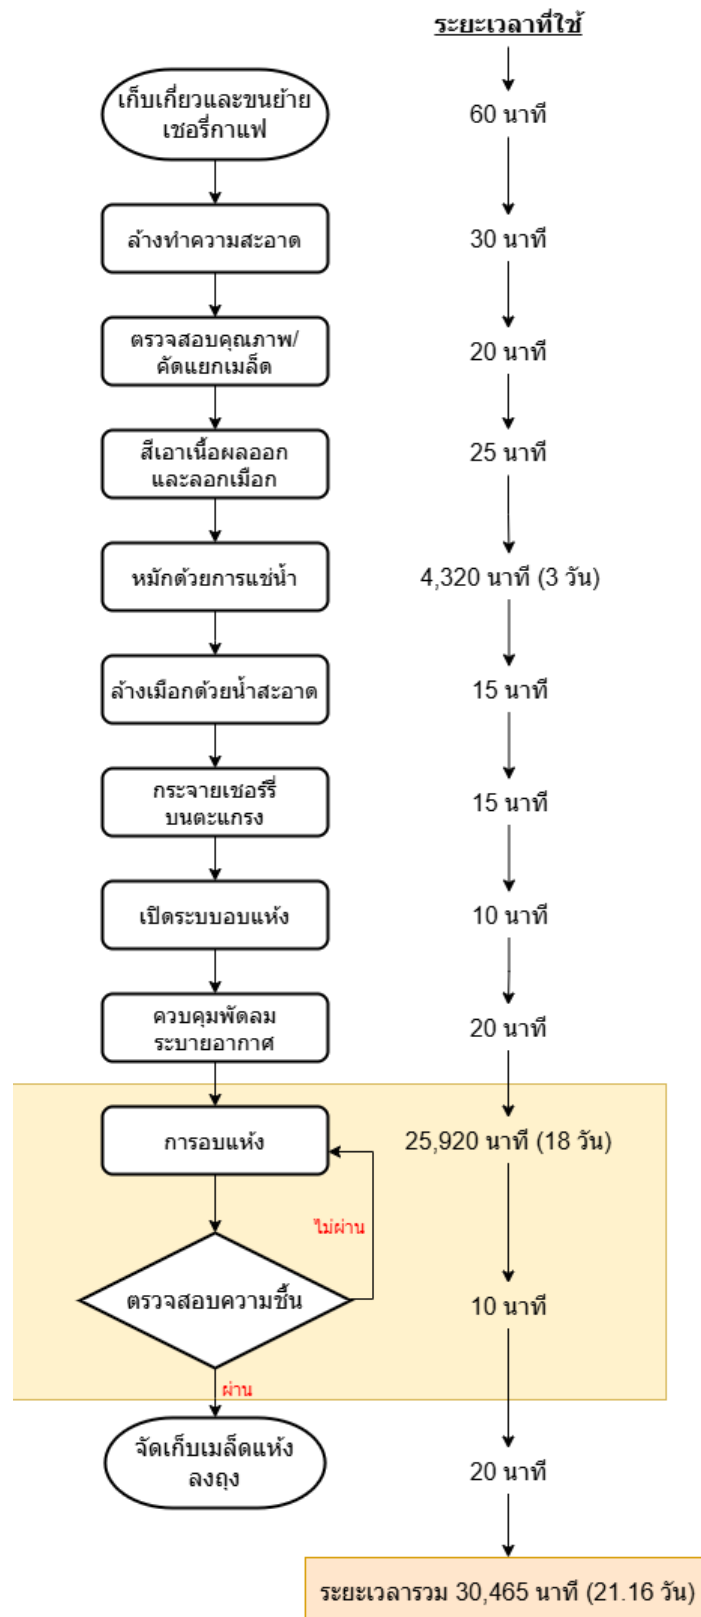 ระยะเวลาที่ใช้
เก็บเกี่ยวและขนย้าย
เชอรี่กาแฟ
60 นาที
ล้างทำความสะอาด
30 นาที
ตรวจสอบคุณภาพ/
คัดแยกเมล็ด
20 นาที
สีเอาเนื้อผลออก
และลอกเมือก
25 นาที
หมักด้วยการแช่น้ำ
4,320 นาที (3 วัน)
ล้างเมือกด้วยน้ำสะอาด
15 นาที
กระจายเชอร์รี่
บนตะแกรง
15 นาที
เปิดระบบอบแห้ง
10 นาที
ควบคุมพัดลม
ระบายอากาศ
20 นาที
การอบแห้ง
25,920 นาที (18 วัน)
ไม่ผ่าน
ตรวจสอบความชื้น
10 นาที
ผ่าน
จัดเก็บเมล็ดแห้ง
ลงถุง
20 นาที
ระยะเวลารวม 30,465 นาที (21.16 วัน)